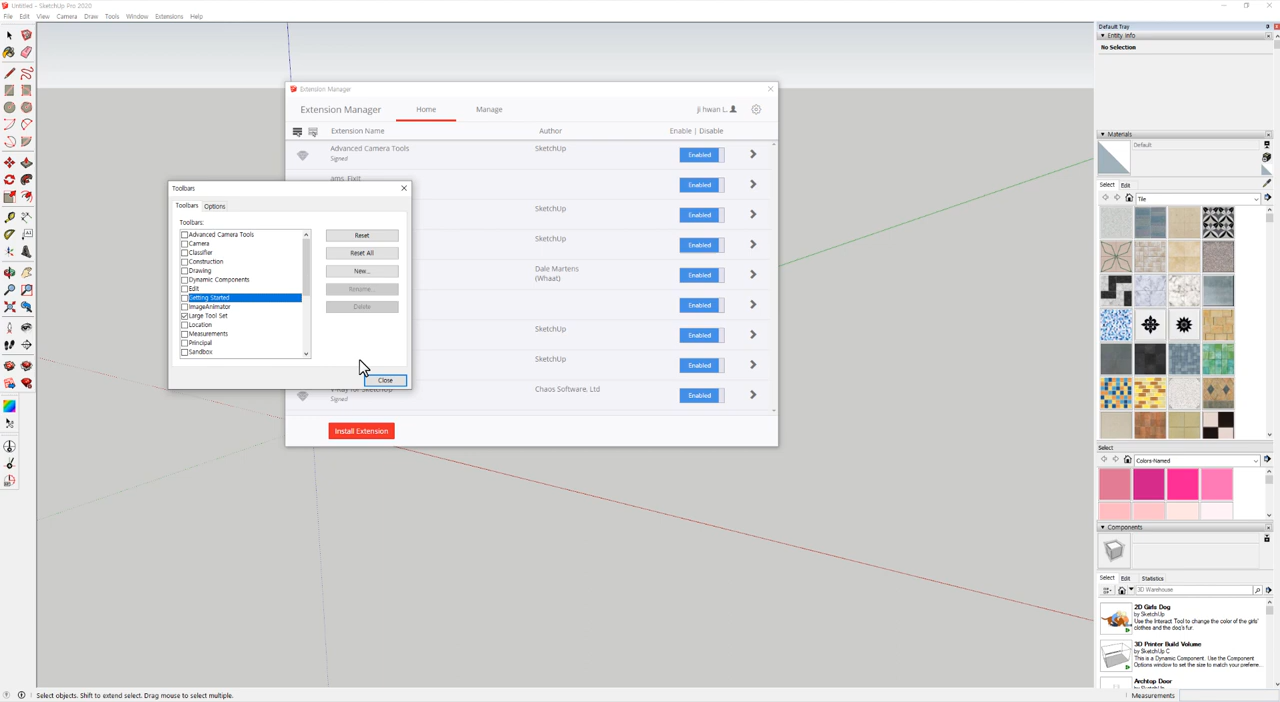 Untitled - SketchUp Pro 2020
File Edit View Camera Draw Tools Window Extensions Help
Default Tray
Entity Info
No Selection
Extension Manager
Extension Manager Home Manage ji hwan L.
Extension Name Author Enable | Disable
Advanced Camera Tools SketchUp Enabled
Signed
ams_Fixit Enabled
SketchUp Enabled
SketchUp Enabled
Dale Martens Enabled
(Whaat)
Enabled
SketchUp Enabled
SketchUp Enabled
V-Ray for SketchUp Chaos Software, Ltd Enabled
Signed
Install Extension
Toolbars
Toolbars Options
Toolbars:
Advanced Camera Tools
Camera
Classifier
Construction
Drawing
Dynamic Components
Edit
Getting Started
ImageAnimator
Large Tool Set
Location
Measurements
Principal
Sandbox
Reset
Reset All
New...
Rename...
Delete
Close
Materials
Default
Select Edit
Tile
Select
Colors-Named
Components
Select Edit Statistics
3D Warehouse
2D Girls Dog
by SketchUp
Use the Interact Tool to change the color of the girls'
clothes and the dog's fur.
3D Printer Build Volume
by SketchUp C
This is a Dynamic Component. Use the Component
Options window to set the size to match your preferre...
Archtop Door
Select objects. Shift to extend select. Drag mouse to select multiple.
Measurements